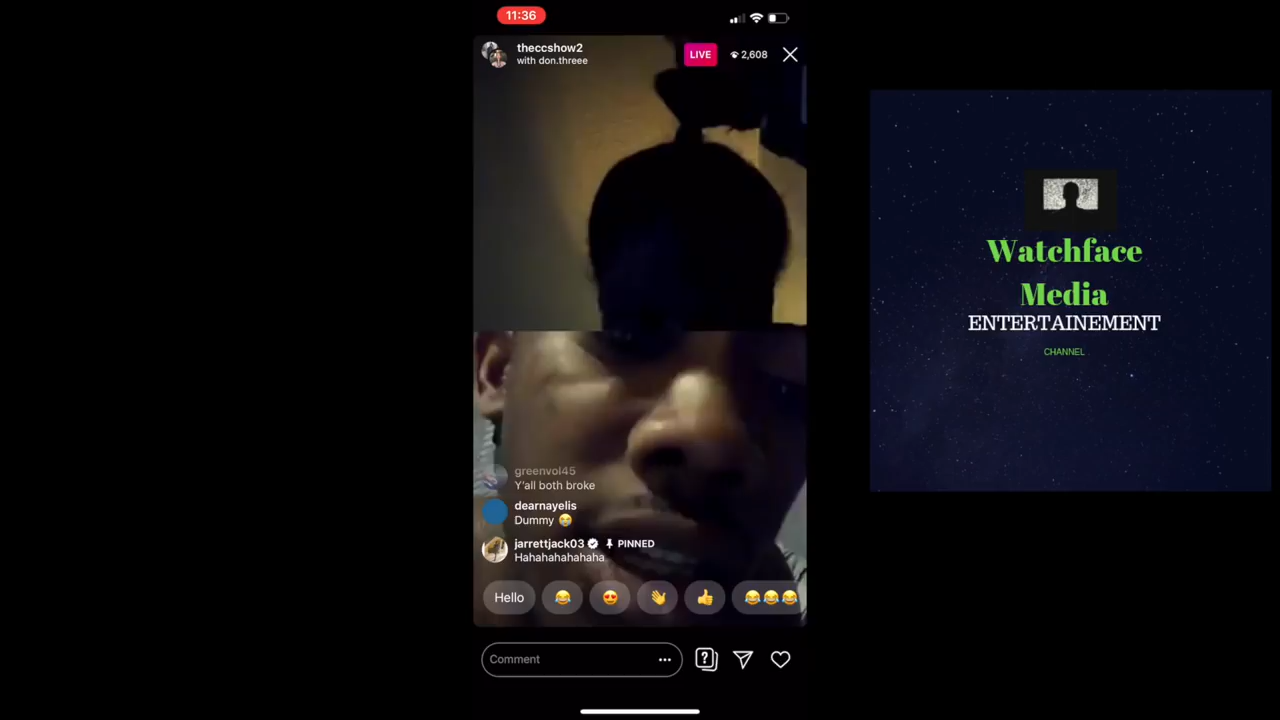 11:36
theccshow2
with don.threee
LIVE
2,608
greenvol45
Y'all both broke
dearnayelis
Dummy 😭
jarrettjack03 PINNED
Hahahahahahaha
Hello
Comment
Watchface
Media
ENTERTAINEMENT
CHANNEL